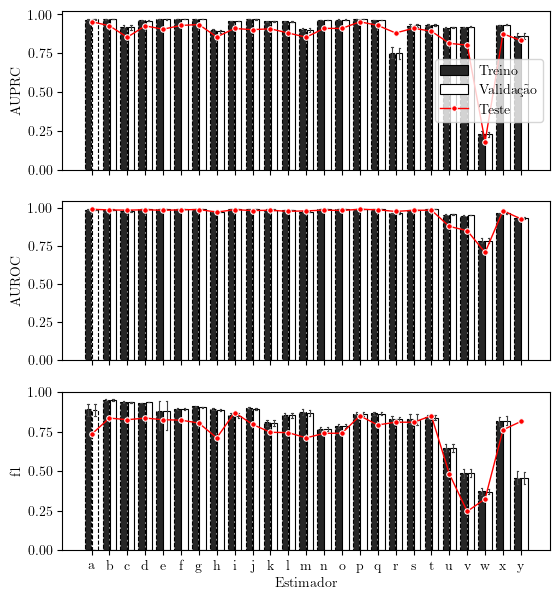 1.00
0.75
0.50
0.25
0.00
AUPRC
Treino
Validação
Teste
1.00
0.75
0.50
0.25
0.00
AUROC
1.00
0.75
0.50
0.25
0.00
f1
a b c d e f g h i j k l m n o p q r s t u v w x y
Estimador